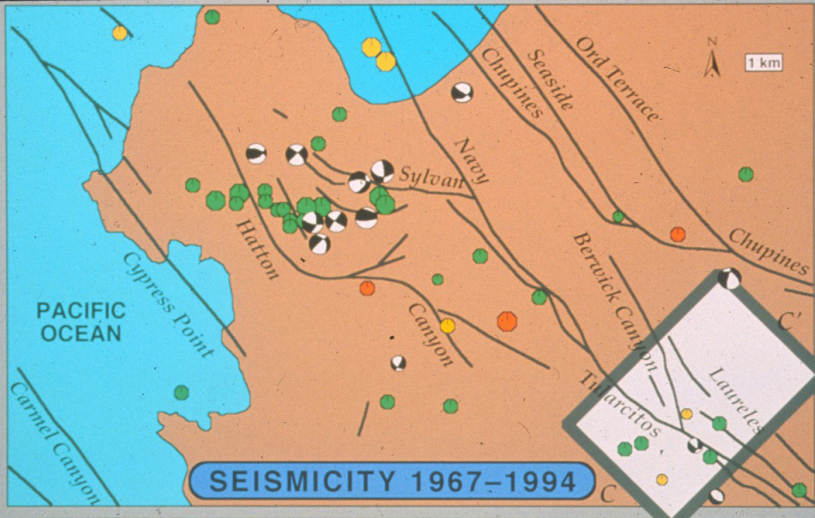 N
1 km
Ord Terrace
Seaside
Chupines
Navy
Sylvan
Hatton
Cypress Point
Chupines
Berwick Canyon
C'
PACIFIC
OCEAN
Canyon
Laureles
Tularcitos
Carmel Canyon
SEISMICITY 1967–1994
C